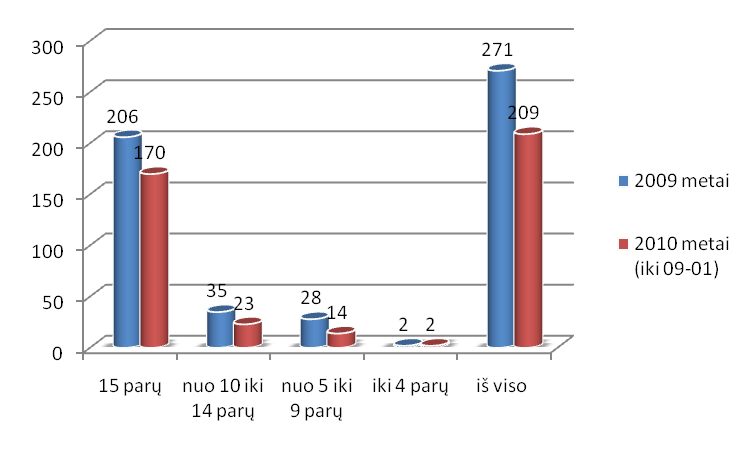 300
250
200
150
100
50
0
206
170
35
23
28
14
2
2
271
209
15 parų
nuo 10 iki
14 parų
nuo 5 iki
9 parų
iki 4 parų
iš viso
2009 metai
2010 metai
(iki 09-01)